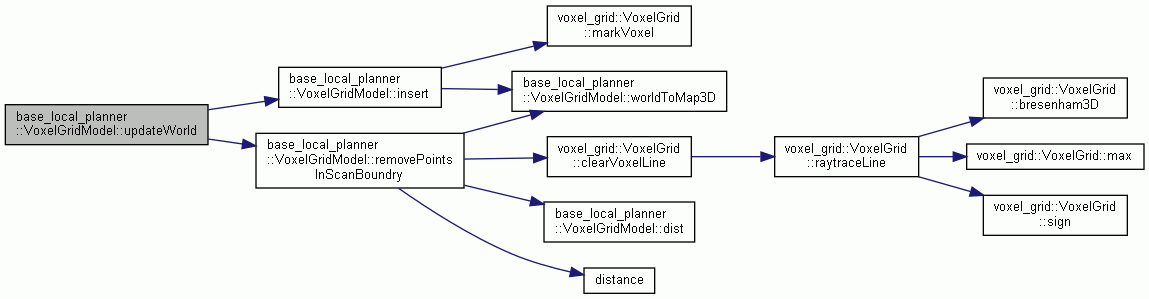 base_local_planner
::VoxelGridModel::updateWorld
base_local_planner
::VoxelGridModel::insert
base_local_planner
::VoxelGridModel::removePoints
InScanBoundry
voxel_grid::VoxelGrid
::markVoxel
base_local_planner
::VoxelGridModel::worldToMap3D
voxel_grid::VoxelGrid
::clearVoxelLine
base_local_planner
::VoxelGridModel::dist
distance
voxel_grid::VoxelGrid
::raytraceLine
voxel_grid::VoxelGrid
::bresenham3D
voxel_grid::VoxelGrid::max
voxel_grid::VoxelGrid
::sign